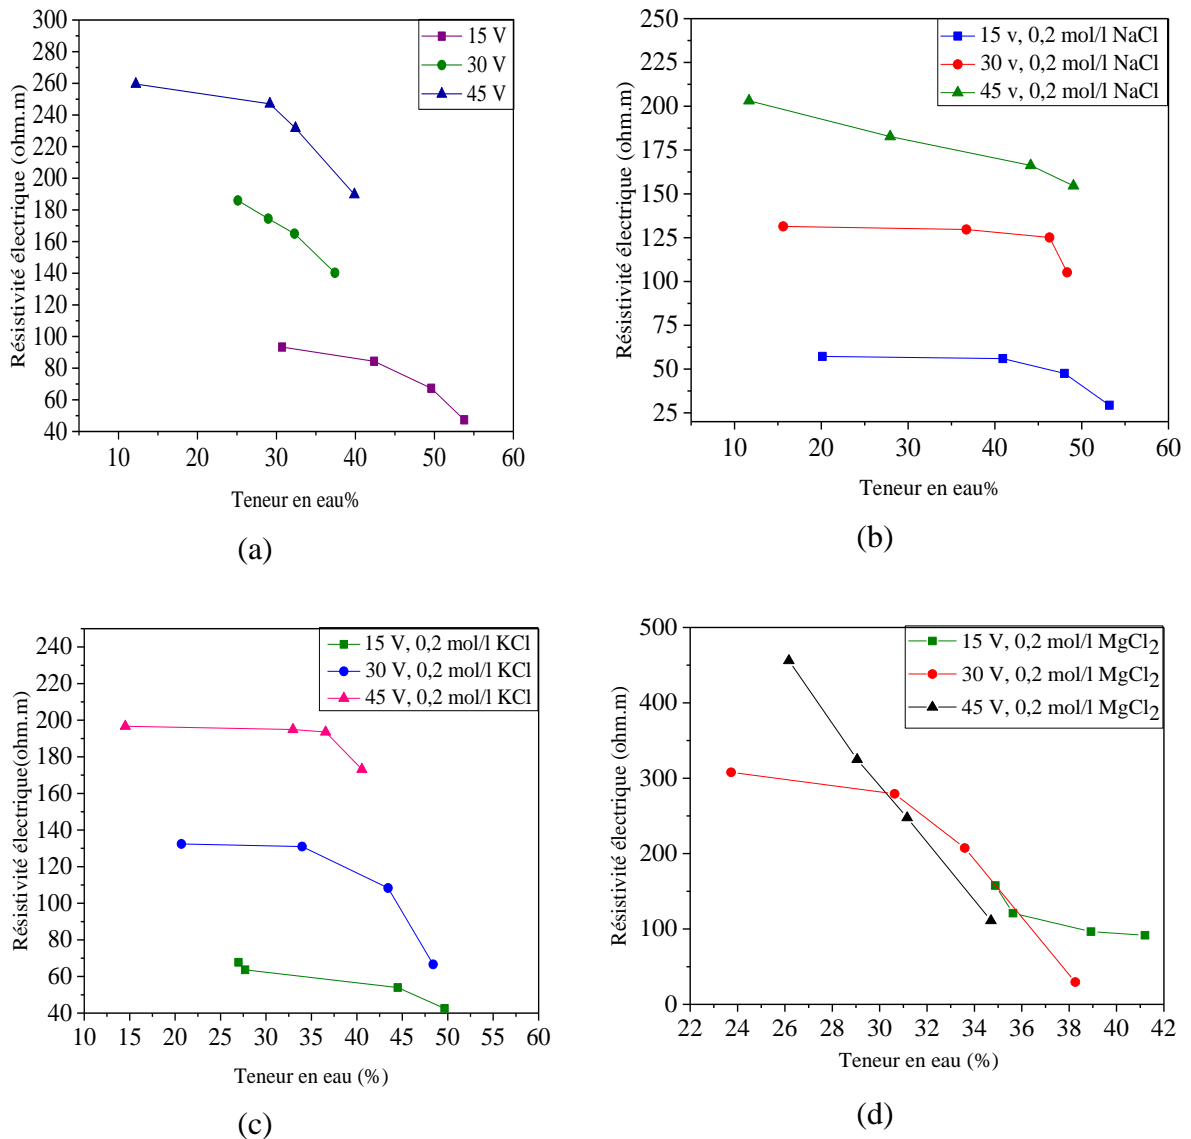 300
280
260
240
220
200
180
160
140
120
100
80
60
40
Résistivité électrique (ohm.m)
15 V
30 V
45 V
10 20 30 40 50 60
Teneur en eau%
(a)
250
225
200
175
150
125
100
75
50
25
Résistivité électrique (ohm.m)
15 v, 0,2 mol/l NaCl
30 v, 0,2 mol/l NaCl
45 v, 0,2 mol/l NaCl
10 20 30 40 50 60
Teneur en eau%
(b)
240
220
200
180
160
140
120
100
80
60
40
Résistivité électrique(ohm.m)
15 V, 0,2 mol/l KCl
30 V, 0,2 mol/l KCl
45 V, 0,2 mol/l KCl
10 15 20 25 30 35 40 45 50 55 60
Teneur en eau (%)
(c)
500
400
300
200
100
0
Résistivité électrique (ohm.m)
15 V, 0,2 mol/l MgCl2
30 V, 0,2 mol/l MgCl2
45 V, 0,2 mol/l MgCl2
22 24 26 28 30 32 34 36 38 40 42
Teneur en eau (%)
(d)